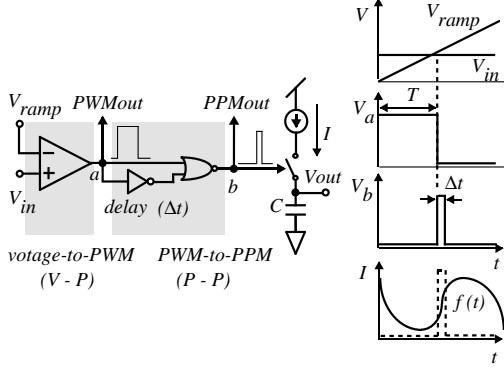 V_ramp
PWMout
PPMout
I
−
+
V_in
a
b
delay (Δt)
Vout
C
votage-to-PWM
(V - P)
PWM-to-PPM
(P - P)
V
V_ramp
V_in
V_a
T
V_b
Δt
t
I
f(t)
t